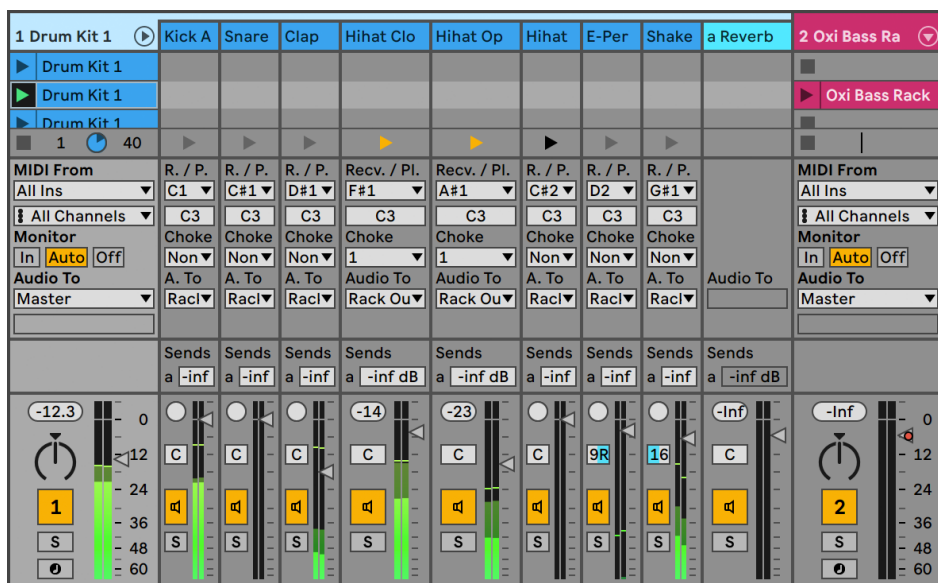 1 Drum Kit 1 Kick A Snare Clap Hihat Clo Hihat Op Hihat E-Per Shake a Reverb 2 Oxi Bass Ra
Drum Kit 1
Drum Kit 1 Oxi Bass Rack
Drum Kit 1
1 40
MIDI From R. / P. R. / P. R. / P. Recv. / Pl. Recv. / Pl. R. / P. R. / P. R. / P. MIDI From
All Ins C1 C#1 D#1 F#1 A#1 C#2 D2 G#1 All Ins
All Channels C3 C3 C3 C3 C3 C3 C3 C3 All Channels
Monitor Choke Choke Choke Choke Choke Choke Choke Choke Monitor
In Auto Off Non Non Non 1 1 Non Non Non In Auto Off
Audio To A. To A. To A. To Audio To Audio To A. To A. To A. To Audio To Audio To
Master Racl Racl Racl Rack Ou Rack Ou Racl Racl Racl Master
Sends Sends Sends Sends Sends Sends Sends Sends Sends
a -inf a -inf a -inf a -inf dB a -inf dB a -inf a -inf a -inf a -inf dB
-12.3 0 -14 -23 -Inf -Inf 0
12 C C C C C C 9R 16 C 12
24 24
1 36 2 36
S 48 S S S S S S S S S S 48
60 60